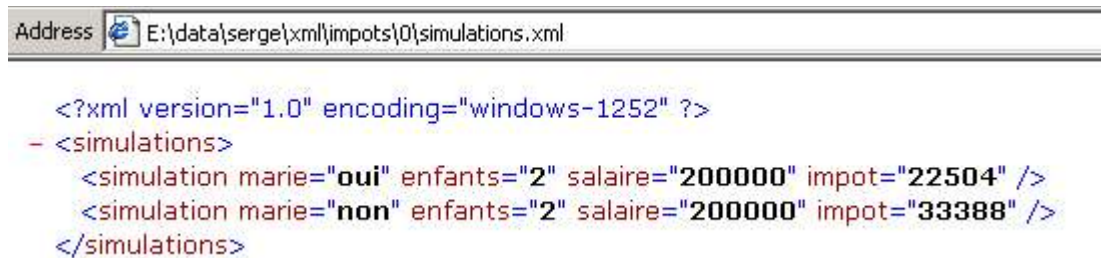 Address E:\data\serge\xml\impots\0\simulations.xml
<?xml version="1.0" encoding="windows-1252" ?>
- <simulations>
<simulation marie="oui" enfants="2" salaire="200000" impot="22504" />
<simulation marie="non" enfants="2" salaire="200000" impot="33388" />
</simulations>